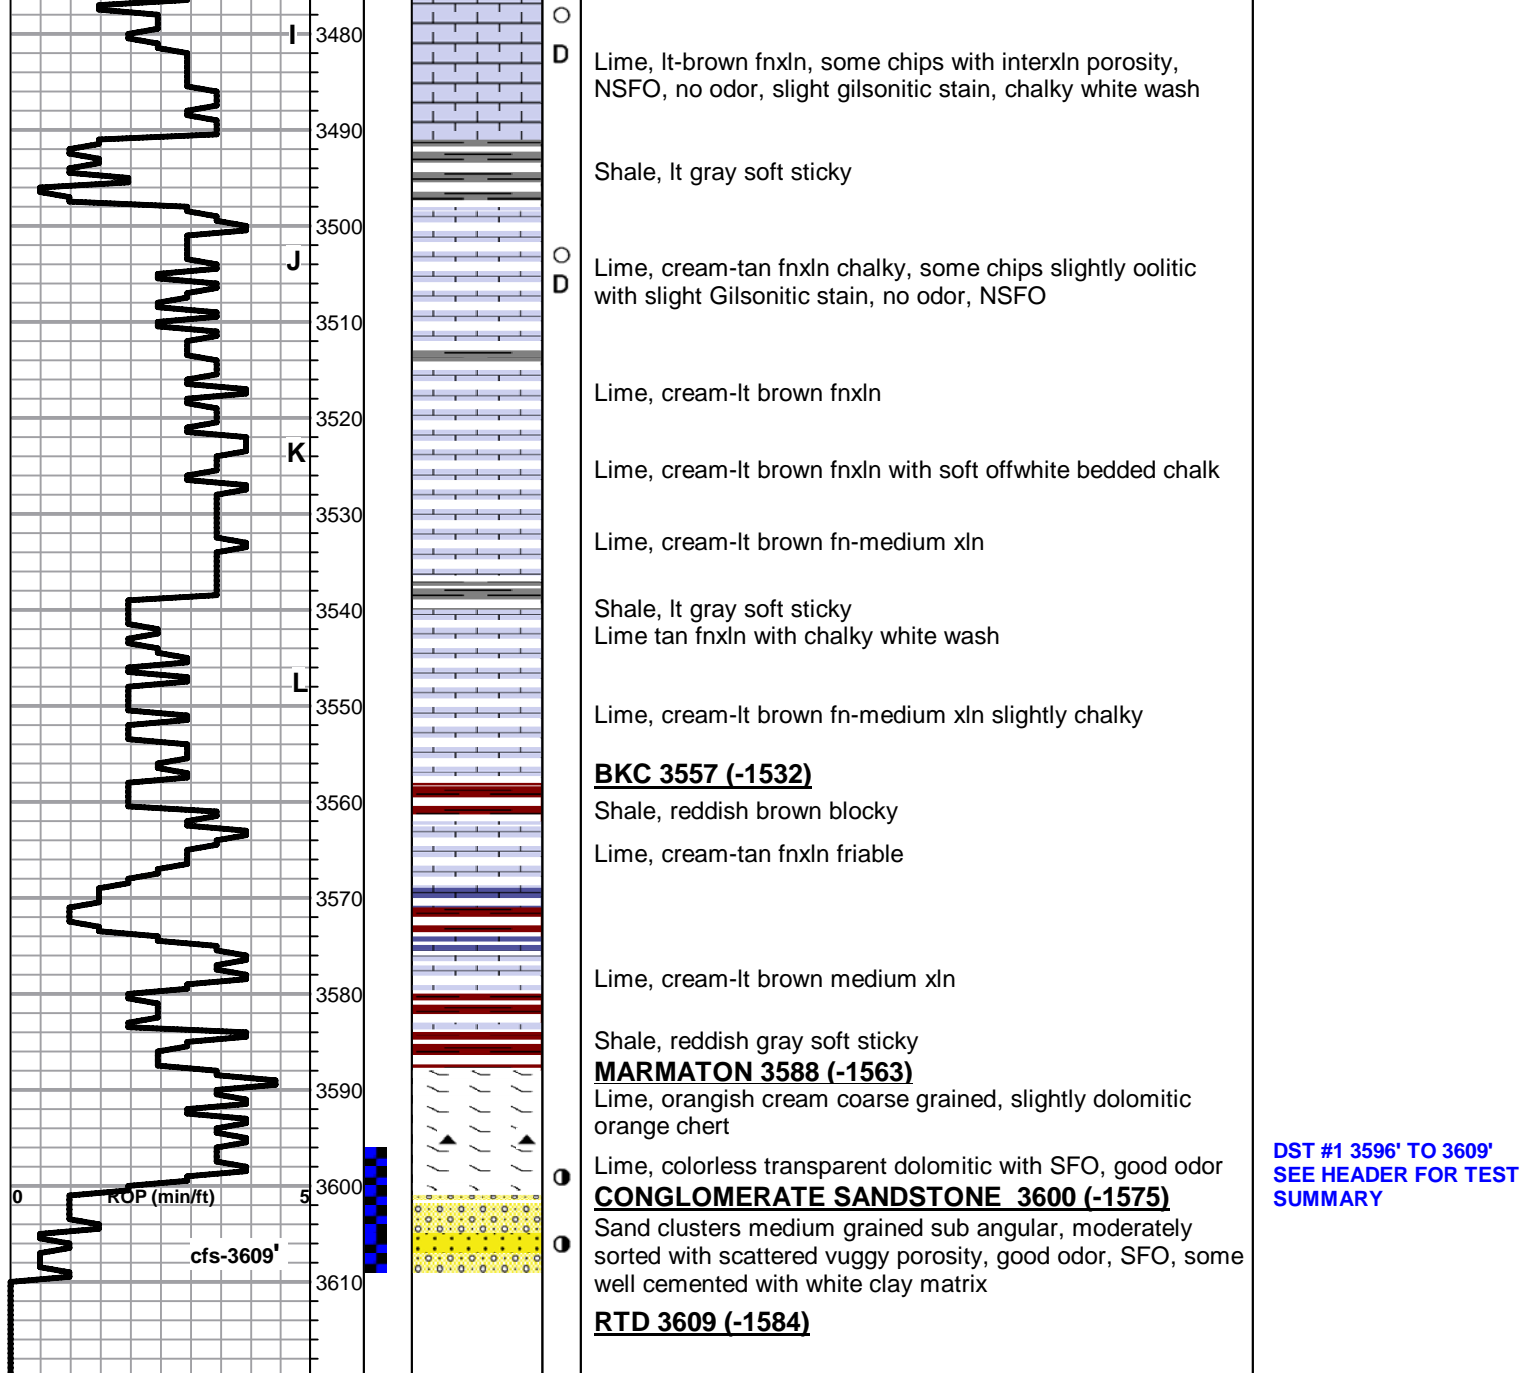 I
3480
D
Lime, lt-brown fnxln, some chips with interxln porosity,
NSFO, no odor, slight gilsonitic stain, chalky white wash
3490
Shale, lt gray soft sticky
3500
J
D
Lime, cream-tan fnxln chalky, some chips slightly oolitic
with slight Gilsonitic stain, no odor, NSFO
3510
Lime, cream-lt brown fnxln
3520
K
Lime, cream-lt brown fnxln with soft offwhite bedded chalk
3530
Lime, cream-lt brown fn-medium xln
3540
Shale, lt gray soft sticky
Lime tan fnxln with chalky white wash
L
3550
Lime, cream-lt brown fn-medium xln slightly chalky
BKC 3557 (-1532)
3560
Shale, reddish brown blocky
Lime, cream-tan fnxln friable
3570
Lime, cream-lt brown medium xln
3580
Shale, reddish gray soft sticky
MARMATON 3588 (-1563)
3590
Lime, orangish cream coarse grained, slightly dolomitic
orange chert
DST #1 3596' TO 3609'
SEE HEADER FOR TEST
SUMMARY
Lime, colorless transparent dolomitic with SFO, good odor
3600
0 ROP (min/ft) 5
CONGLOMERATE SANDSTONE 3600 (-1575)
Sand clusters medium grained sub angular, moderately
sorted with scattered vuggy porosity, good odor, SFO, some
well cemented with white clay matrix
cfs-3609'
3610
RTD 3609 (-1584)